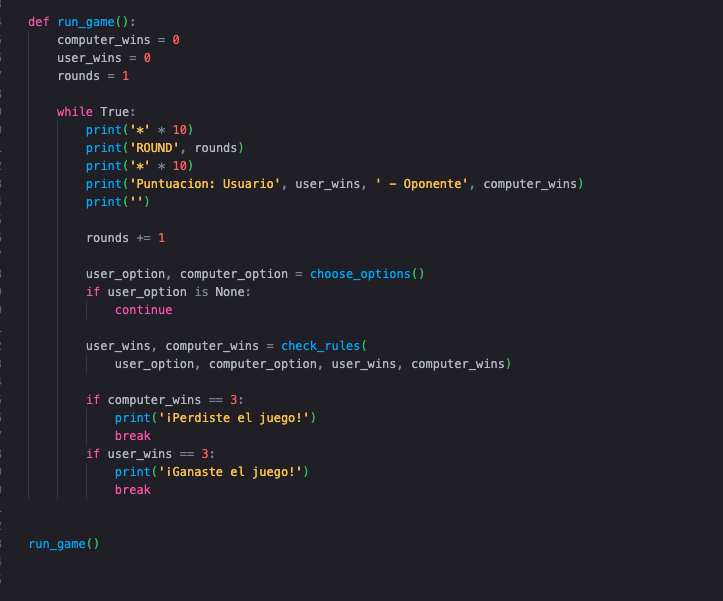 def run_game():
    computer_wins = 0
    user_wins = 0
    rounds = 1

    while True:
        print('*' * 10)
        print('ROUND', rounds)
        print('*' * 10)
        print('Puntuacion: Usuario', user_wins, ' - Oponente', computer_wins)
        print('')

        rounds += 1

        user_option, computer_option = choose_options()
        if user_option is None:
            continue

        user_wins, computer_wins = check_rules(
            user_option, computer_option, user_wins, computer_wins)

        if computer_wins == 3:
            print('¡Perdiste el juego!')
            break
        if user_wins == 3:
            print('¡Ganaste el juego!')
            break


run_game()